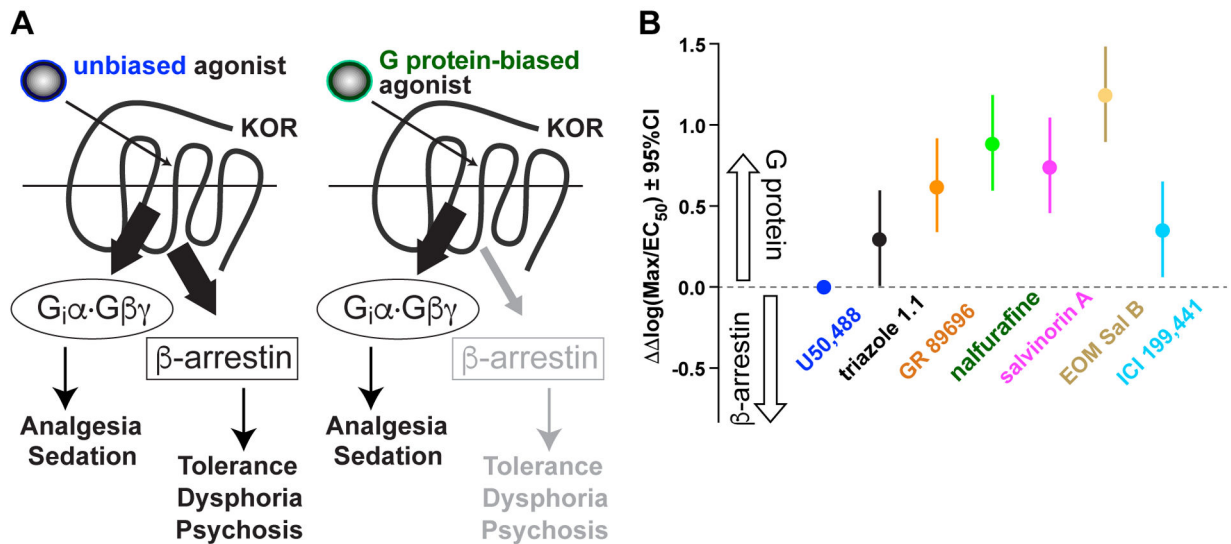 A
unbiased agonist
KOR
Giα·Gβγ
β-arrestin
Analgesia
Sedation
Tolerance
Dysphoria
Psychosis
G protein-biased
agonist
KOR
Giα·Gβγ
β-arrestin
Analgesia
Sedation
Tolerance
Dysphoria
Psychosis
B
ΔΔlog(Max/EC50) ± 95%CI
1.5
1.0
0.5
0.0
-0.5
G protein
β-arrestin
U50,488
triazole 1.1
GR 89696
nalfurafine
salvinorin A
EOM Sal B
ICI 199,441